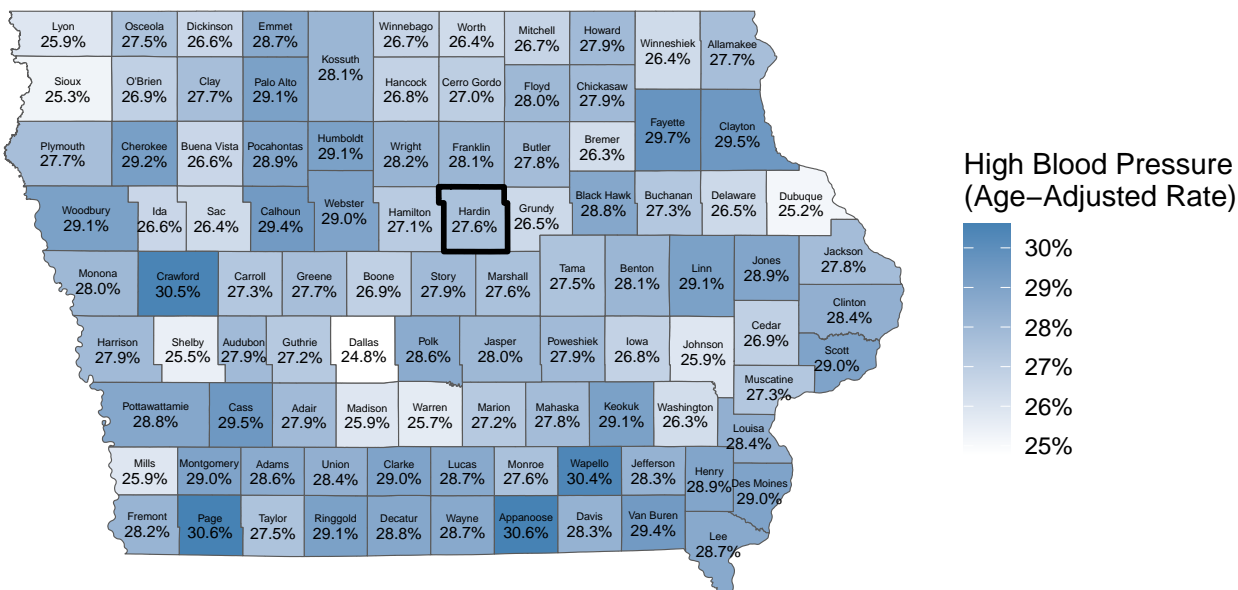 Lyon
25.9%
Osceola
27.5%
Dickinson
26.6%
Emmet
28.7%
Kossuth
28.1%
Winnebago
26.7%
Worth
26.4%
Mitchell
26.7%
Howard
27.9%
Winneshiek
26.4%
Allamakee
27.7%
Sioux
25.3%
O'Brien
26.9%
Clay
27.7%
Palo Alto
29.1%
Hancock
26.8%
Cerro Gordo
27.0%
Floyd
28.0%
Chickasaw
27.9%
Fayette
29.7%
Clayton
29.5%
Plymouth
27.7%
Cherokee
29.2%
Buena Vista
26.6%
Pocahontas
28.9%
Humboldt
29.1%
Wright
28.2%
Franklin
28.1%
Butler
27.8%
Bremer
26.3%
Woodbury
29.1%
Ida
26.6%
Sac
26.4%
Calhoun
29.4%
Webster
29.0%
Hamilton
27.1%
Hardin
27.6%
Grundy
26.5%
Black Hawk
28.8%
Buchanan
27.3%
Delaware
26.5%
Dubuque
25.2%
Monona
28.0%
Crawford
30.5%
Carroll
27.3%
Greene
27.7%
Boone
26.9%
Story
27.9%
Marshall
27.6%
Tama
27.5%
Benton
28.1%
Linn
29.1%
Jones
28.9%
Jackson
27.8%
Clinton
28.4%
Harrison
27.9%
Shelby
25.5%
Audubon
27.9%
Guthrie
27.2%
Dallas
24.8%
Polk
28.6%
Jasper
28.0%
Poweshiek
27.9%
Iowa
26.8%
Johnson
25.9%
Cedar
26.9%
Scott
29.0%
Muscatine
27.3%
Pottawattamie
28.8%
Cass
29.5%
Adair
27.9%
Madison
25.9%
Warren
25.7%
Marion
27.2%
Mahaska
27.8%
Keokuk
29.1%
Washington
26.3%
Louisa
28.4%
Mills
25.9%
Montgomery
29.0%
Adams
28.6%
Union
28.4%
Clarke
29.0%
Lucas
28.7%
Monroe
27.6%
Wapello
30.4%
Jefferson
28.3%
Henry
28.9%
Des Moines
29.0%
Fremont
28.2%
Page
30.6%
Taylor
27.5%
Ringgold
29.1%
Decatur
28.8%
Wayne
28.7%
Appanoose
30.6%
Davis
28.3%
Van Buren
29.4%
Lee
28.7%
High Blood Pressure
(Age−Adjusted Rate)
30%
29%
28%
27%
26%
25%